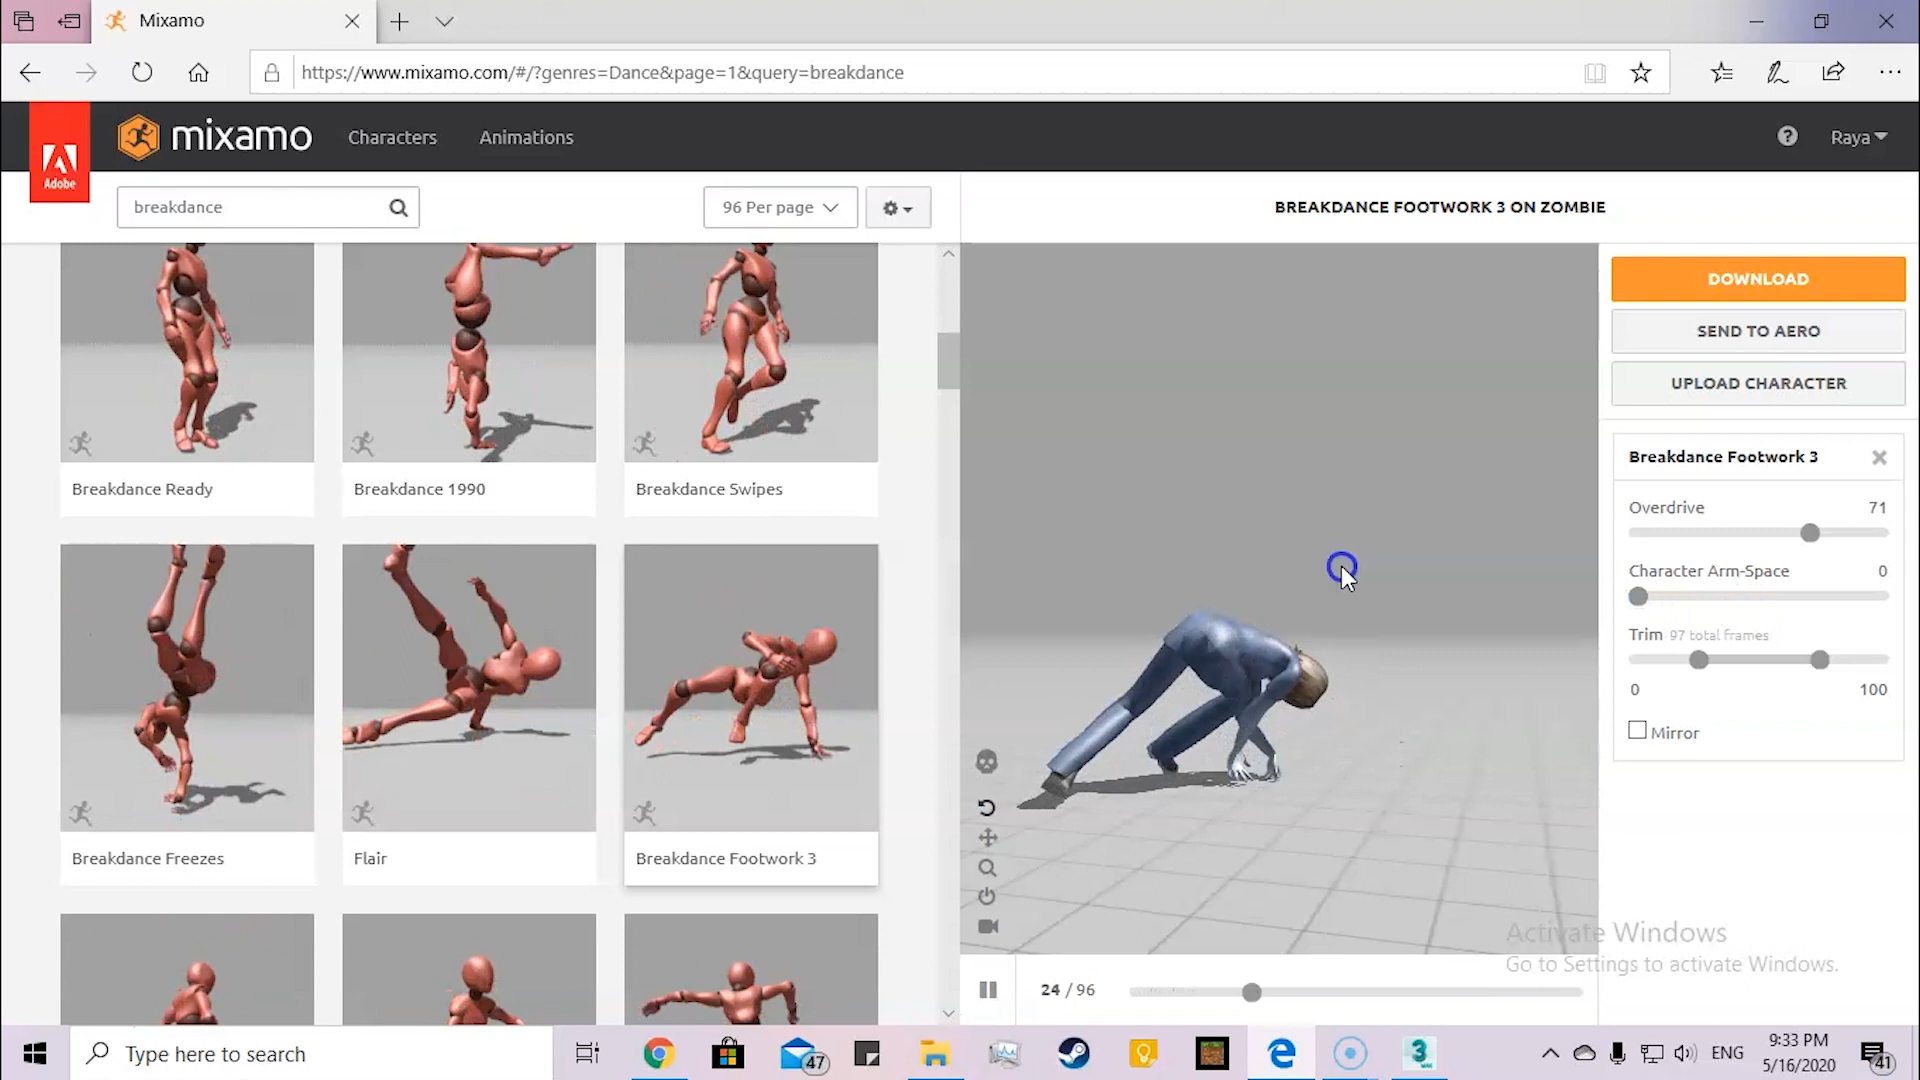 Mixamo
https://www.mixamo.com/#/?genres=Dance&page=1&query=breakdance
Adobe
mixamo
Characters
Animations
Raya
breakdance
96 Per page
BREAKDANCE FOOTWORK 3 ON ZOMBIE
DOWNLOAD
SEND TO AERO
UPLOAD CHARACTER
Breakdance Ready
Breakdance 1990
Breakdance Swipes
Breakdance Freezes
Flair
Breakdance Footwork 3
Breakdance Footwork 3
Overdrive 71
Character Arm-Space 0
Trim 97 total frames
0 100
Mirror
24 / 96
Activate Windows
Go to Settings to activate Windows.
Type here to search
47
3
ENG
9:33 PM
5/16/2020
41